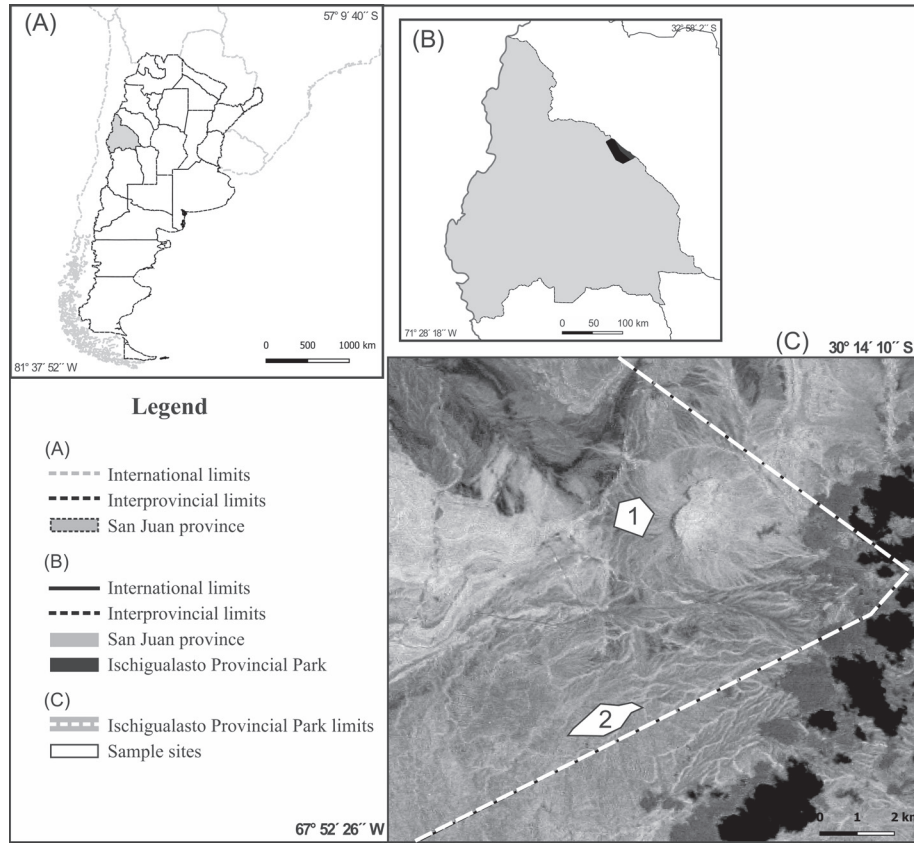 (A)
57° 9´ 40´´ S
0 500 1000 km
81° 37´ 52´´ W
(B)
32° 58´ 2´´ S
0 50 100 km
71° 28´ 18´´ W
(C)
30° 14´ 10´´ S
Legend
(A)
International limits
Interprovincial limits
San Juan province
(B)
International limits
Interprovincial limits
San Juan province
Ischigualasto Provincial Park
(C)
Ischigualasto Provincial Park limits
Sample sites
67° 52´ 26´´ W
1
2
0 1 2 km